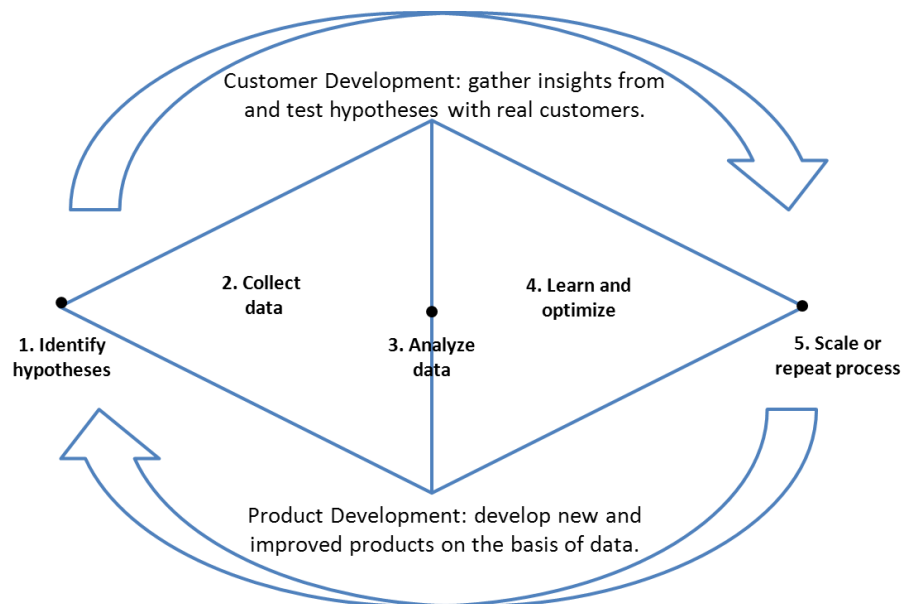 Customer Development: gather insights from
and test hypotheses with real customers.
2. Collect
data
4. Learn and
optimize
1. Identify
hypotheses
3. Analyze
data
5. Scale or
repeat process
Product Development: develop new and
improved products on the basis of data.